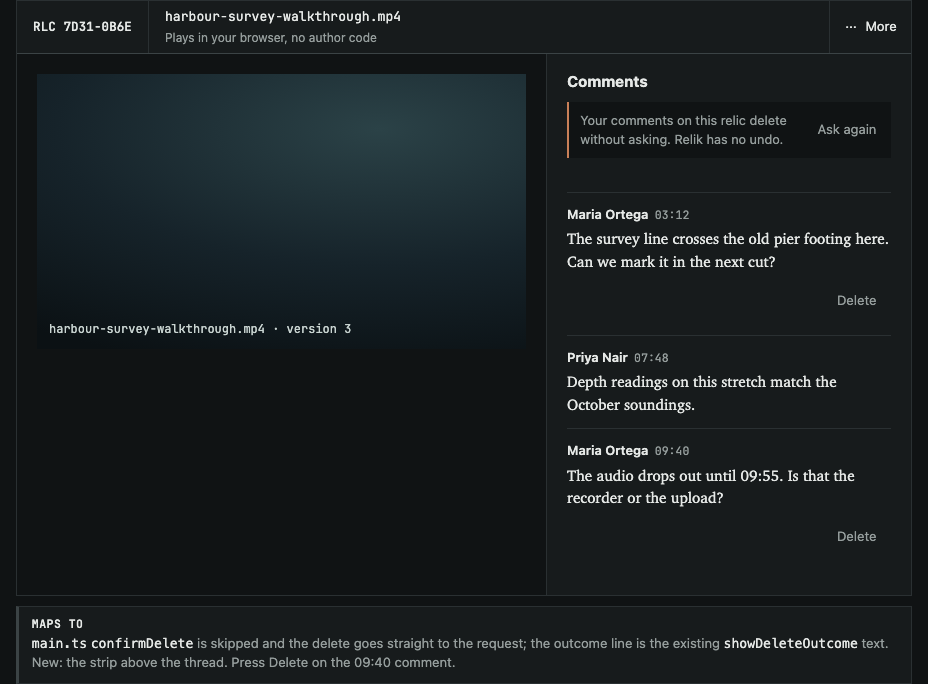 RLC 7D31-0B6E
harbour-survey-walkthrough.mp4
Plays in your browser, no author code
··· More
harbour-survey-walkthrough.mp4 · version 3
Comments
Your comments on this relic delete
without asking. Relik has no undo.
Ask again
Maria Ortega 03:12
The survey line crosses the old pier footing here.
Can we mark it in the next cut?
Delete
Priya Nair 07:48
Depth readings on this stretch match the
October soundings.
Maria Ortega 09:40
The audio drops out until 09:55. Is that the
recorder or the upload?
Delete
MAPS TO
main.ts confirmDelete is skipped and the delete goes straight to the request; the outcome line is the existing showDeleteOutcome text.
New: the strip above the thread. Press Delete on the 09:40 comment.